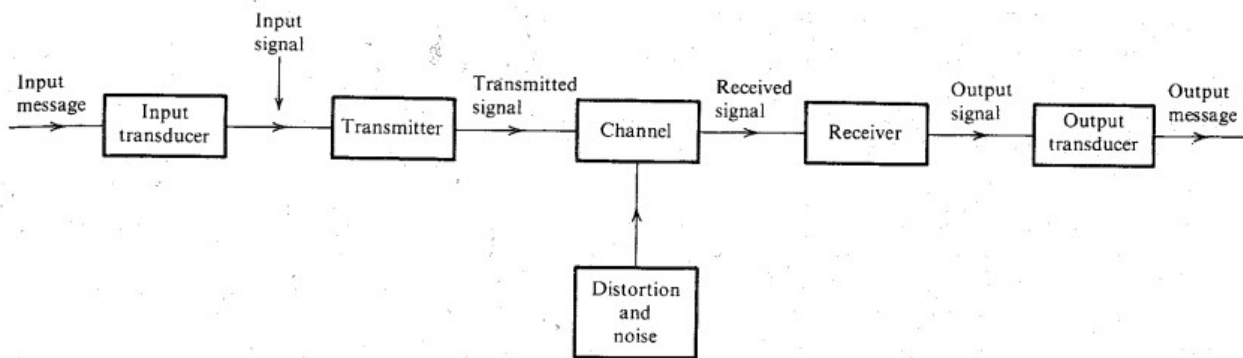 Input
signal
Input
message
Input
transducer
Transmitter
Transmitted
signal
Channel
Received
signal
Receiver
Output
signal
Output
transducer
Output
message
Distortion
and
noise